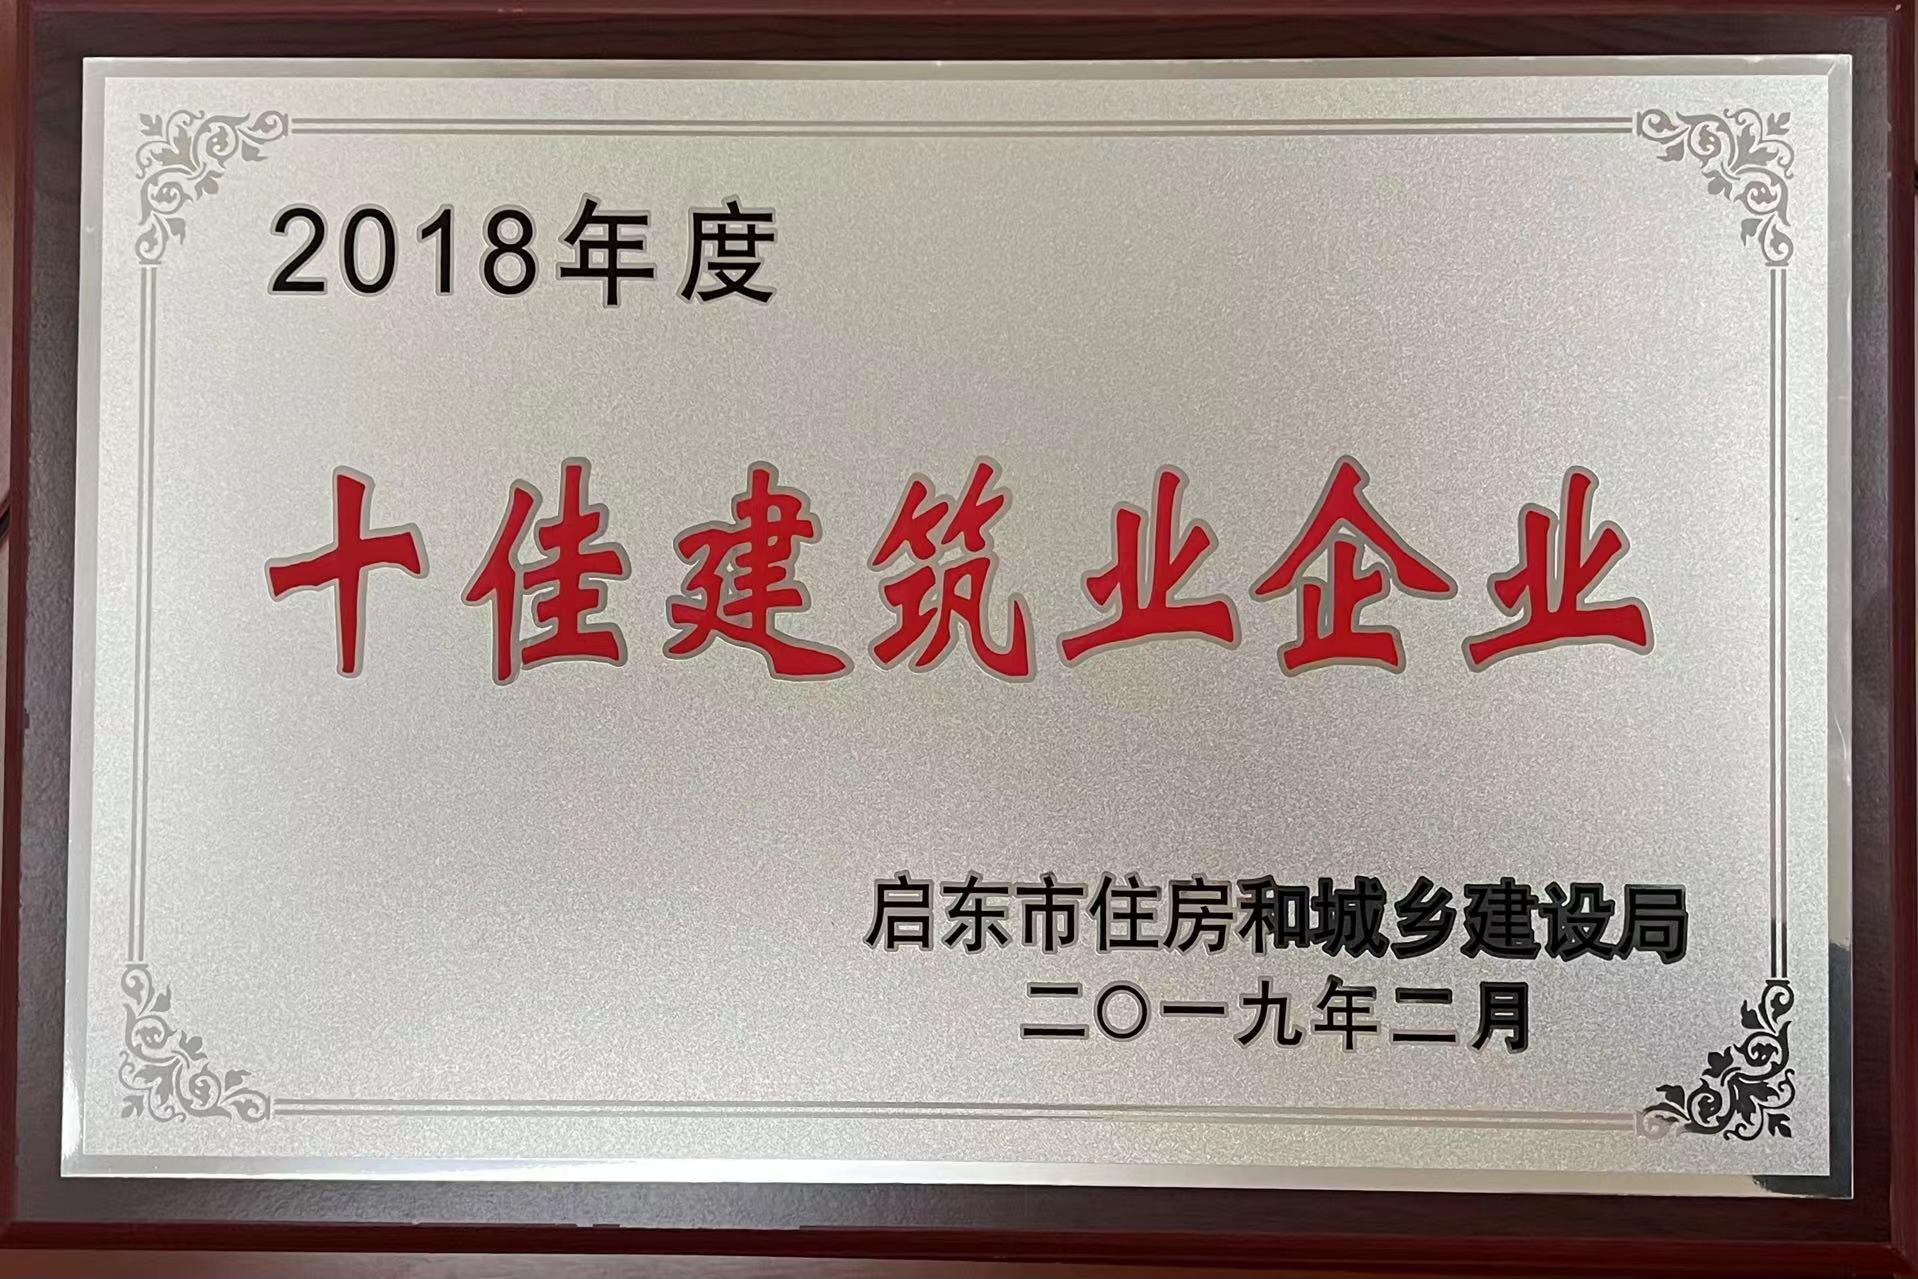 2018年度
十佳建筑业企业
启东市住房和城乡建设局
二〇一九年二月